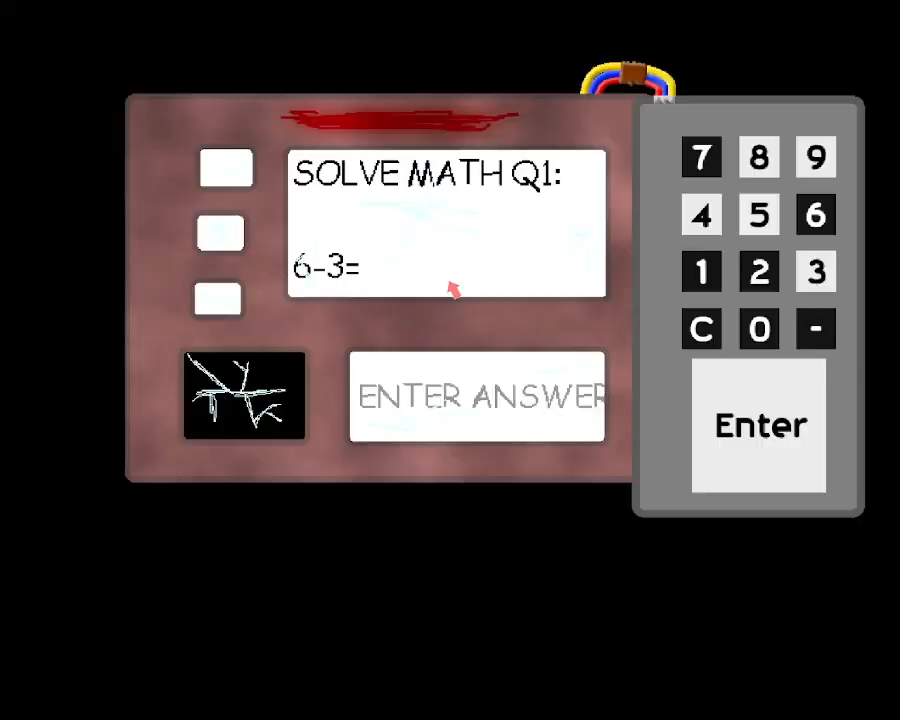 SOLVE MATH Q1:
6-3=
ENTER ANSWER
7 8 9
4 5 6
1 2 3
C 0 -
Enter